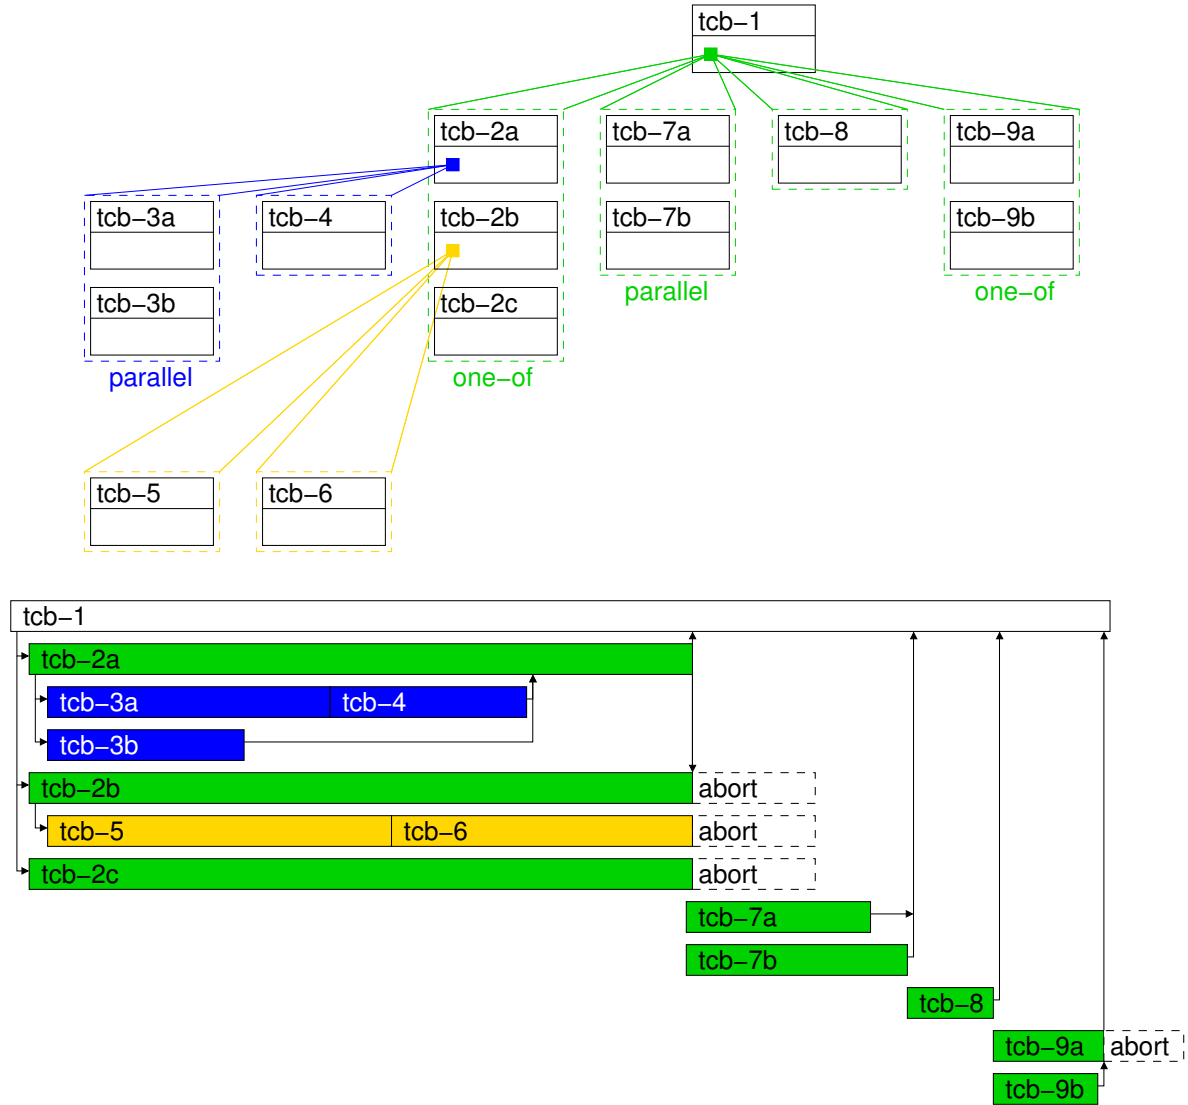 tcb−1
tcb−2a tcb−7a tcb−8 tcb−9a
tcb−3a tcb−4 tcb−2b tcb−7b tcb−9b
parallel one−of
tcb−3b tcb−2c
parallel one−of
tcb−5 tcb−6
tcb−1
tcb−2a
tcb−3a tcb−4
tcb−3b
tcb−2b abort
tcb−5 tcb−6 abort
tcb−2c abort
tcb−7a
tcb−7b
tcb−8
tcb−9a abort
tcb−9b